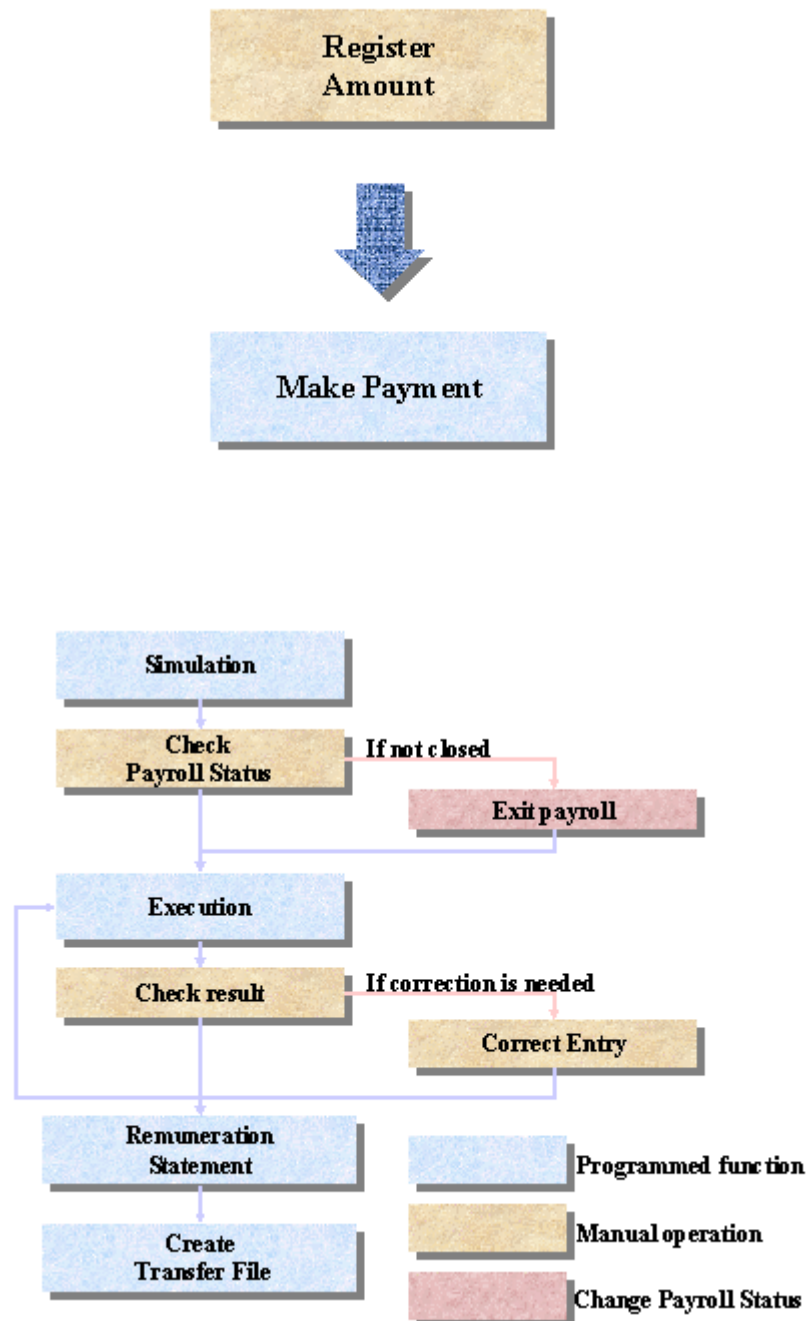 Register
Amount
Make Payment
Simulation
Check
Payroll Status
If not closed
Exit payroll
Execution
Check result
If correction is needed
Correct Entry
Remuneration
Statement
Programmed function
Manual operation
Create
Transfer File
Change Payroll Status